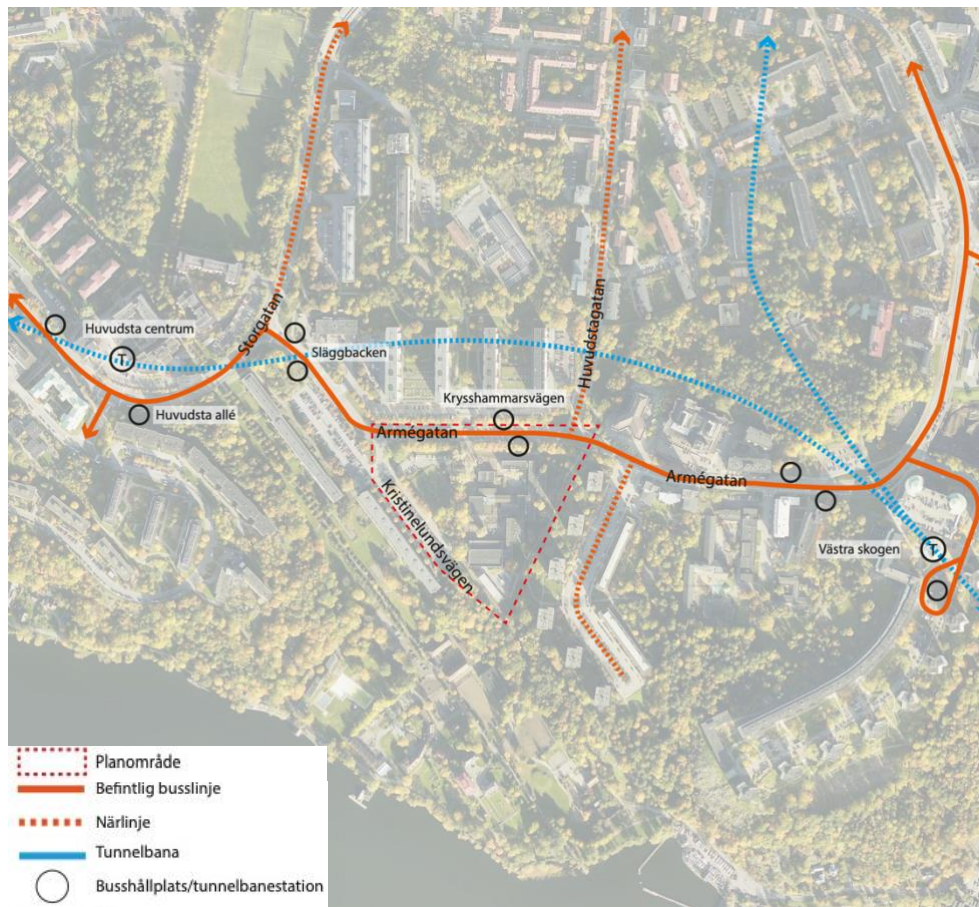 Storgatan
Huvudstagatan
Huvudsta centrum
T
Släggbacken
Huvudsta allé
Krysshammarsvägen
Armégatan
Armégatan
Kristinelundsvägen
Västra skogen
T
Planområde
Befintlig busslinje
Närlinje
Tunnelbana
Busshållplats/tunnelbanestation